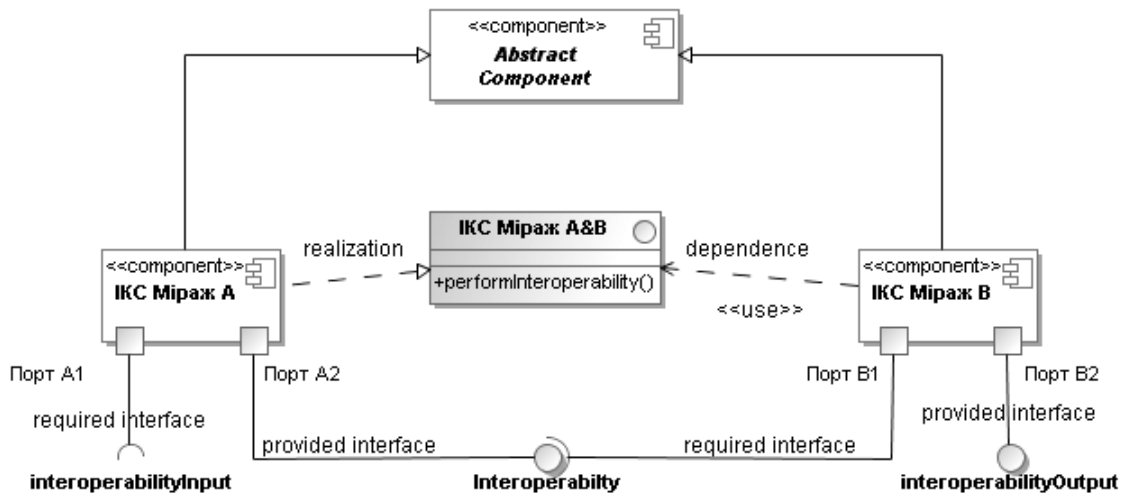 <<component>>
Abstract
Component
ІКС Міраж A&B
+performInteroperability()
realization
dependence
<<use>>
<<component>>
ІКС Міраж A
<<component>>
ІКС Міраж B
Порт A1
Порт A2
Порт B1
Порт B2
required interface
provided interface
required interface
provided interface
interoperabilityInput
Interoperabilty
interoperabilityOutput